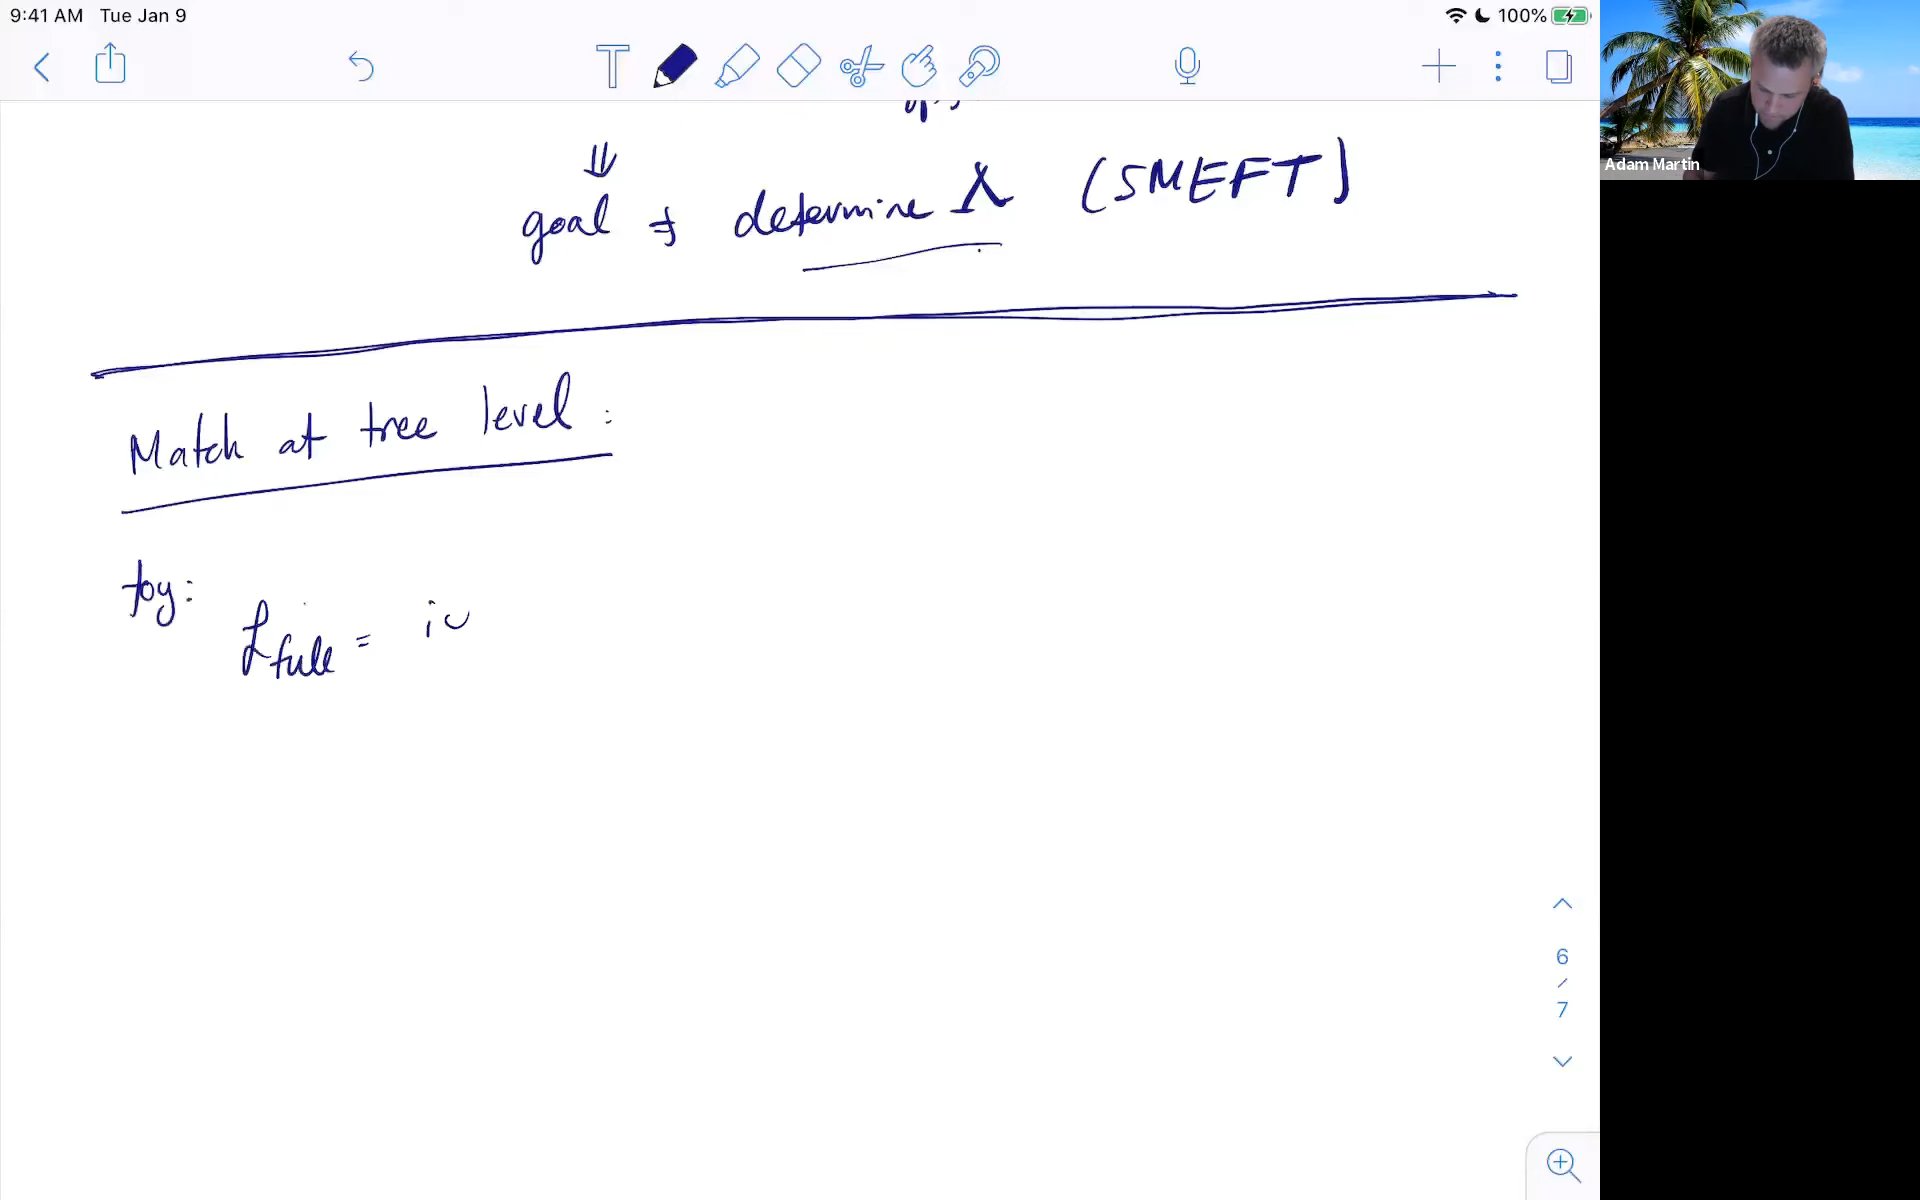 9:41 AM Tue Jan 9
100%
Adam Martin
⇓
goal → determine Λ (SMEFT)
Match at tree level :
toy:
ℒfull = i
6
/
7